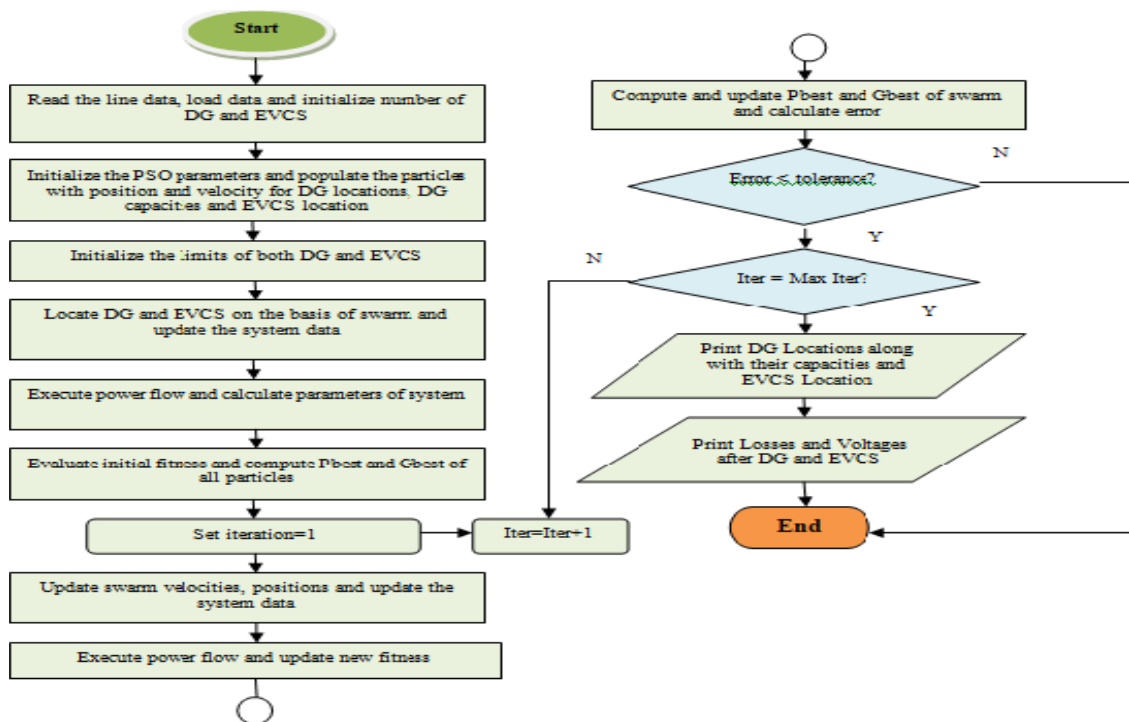 Start
Read the line data, load data and initialize number of
DG and EVCS
Initialize the PSO parameters and populate the particles
with position and velocity for DG locations, DG
capacities and EVCS location
Initialize the limits of both DG and EVCS
Locate DG and EVCS on the basis of swarm and
update the system data
Execute power flow and calculate parameters of system
Evaluate initial fitness and compute Pbest and Gbest of
all particles
Set iteration=1
Iter=Iter+1
Update swarm velocities, positions and update the
system data
Execute power flow and update new fitness
Compute and update Pbest and Gbest of swarm
and calculate error
N
Error ≤ tolerance?
Y
N
Iter = Max Iter?
Y
Print DG Locations along
with their capacities and
EVCS Location
Print Losses and Voltages
after DG and EVCS
End